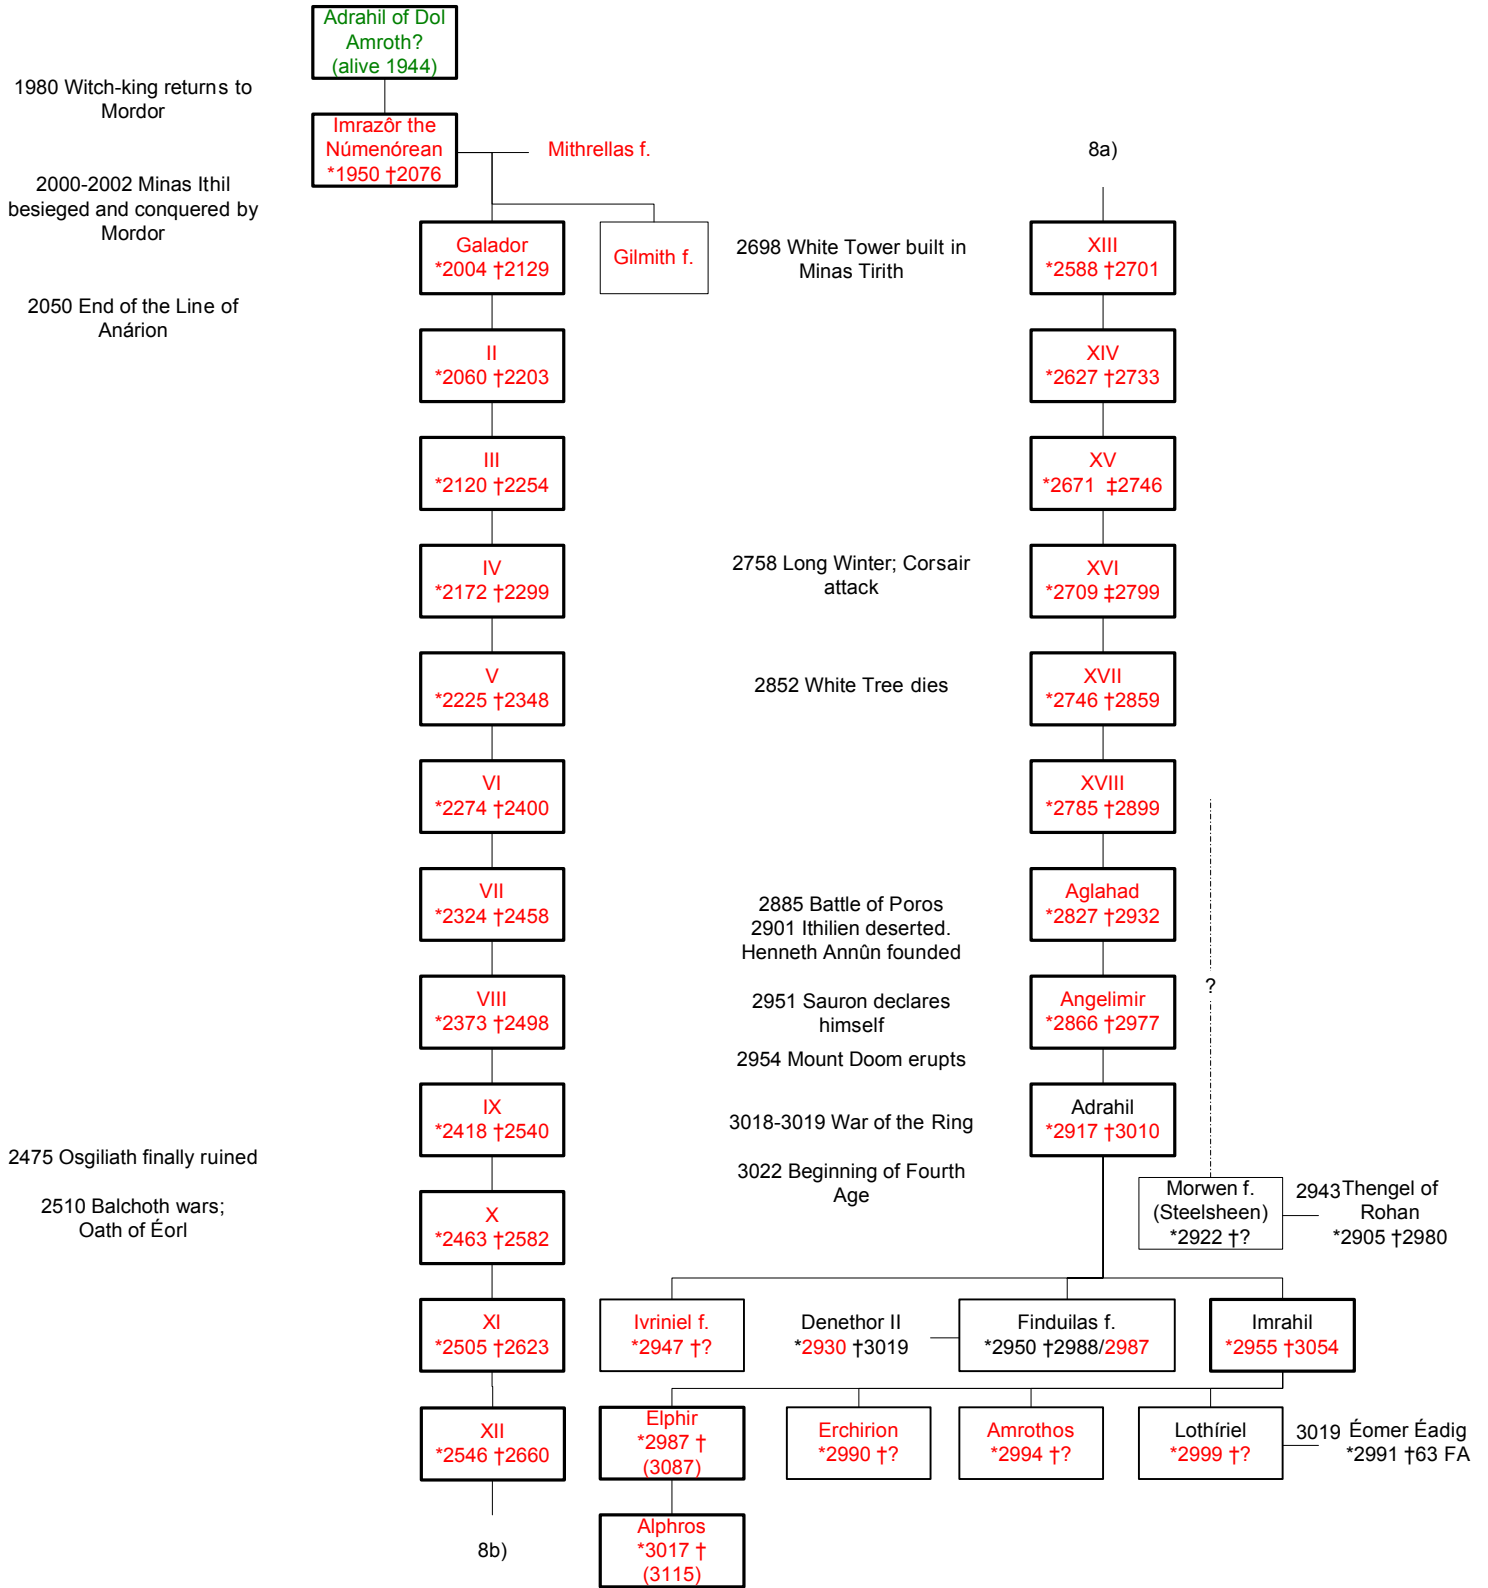 Adrahil of Dol
Amroth?
(alive 1944)
1980 Witch-king returns to
Mordor
Imrazôr the
Númenórean
*1950 †2076
Mithrellas f.
2000-2002 Minas Ithil
besieged and conquered by
Mordor
Galador
*2004 †2129
Gilmith f.
2050 End of the Line of
Anárion
II
*2060 †2203
III
*2120 †2254
IV
*2172 †2299
V
*2225 †2348
VI
*2274 †2400
VII
*2324 †2458
VIII
*2373 †2498
IX
*2418 †2540
2475 Osgiliath finally ruined
2510 Balchoth wars;
Oath of Éorl
X
*2463 †2582
XI
*2505 †2623
XII
*2546 †2660
8b)
8a)
2698 White Tower built in
Minas Tirith
XIII
*2588 †2701
XIV
*2627 †2733
XV
*2671 ‡2746
2758 Long Winter; Corsair
attack
XVI
*2709 ‡2799
2852 White Tree dies
XVII
*2746 †2859
XVIII
*2785 †2899
2885 Battle of Poros
2901 Ithilien deserted.
Henneth Annûn founded
Aglahad
*2827 †2932
?
2951 Sauron declares
himself
Angelimir
*2866 †2977
2954 Mount Doom erupts
3018-3019 War of the Ring
Adrahil
*2917 †3010
3022 Beginning of Fourth
Age
Morwen f.
(Steelsheen)
*2922 †?
2943
Thengel of
Rohan
*2905 †2980
Ivriniel f.
*2947 †?
Denethor II
*2930 †3019
Finduilas f.
*2950 †2988/2987
Imrahil
*2955 †3054
Elphir
*2987 †
(3087)
Erchirion
*2990 †?
Amrothos
*2994 †?
Lothíriel
*2999 †?
3019
Éomer Éadig
*2991 †63 FA
Alphros
*3017 †
(3115)